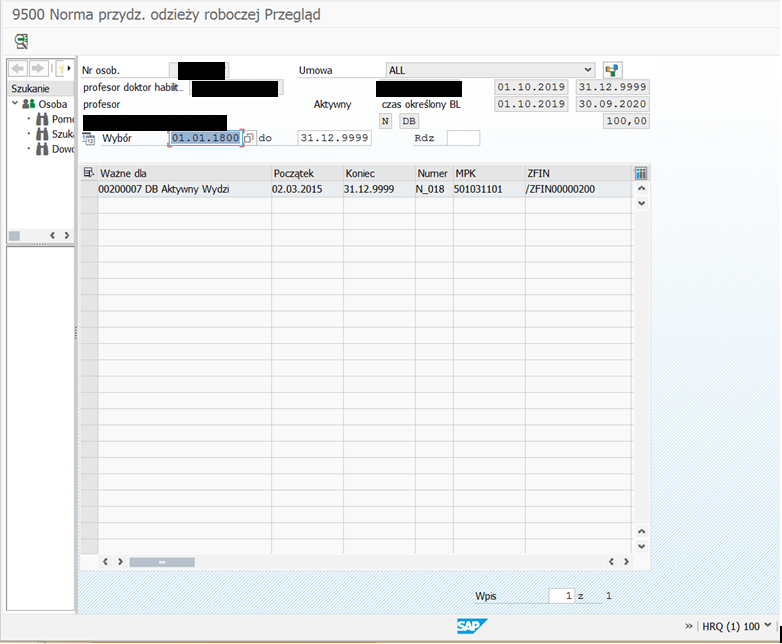 9500 Norma przydz. odzieży roboczej Przegląd
Nr osob. Umowa ALL
Szukanie profesor doktor habilit.. 01.10.2019 31.12.9999
Osoba profesor Aktywny czas określony BL 01.10.2019 30.09.2020
Pomo N DB 100,00
Szuka Wybór 01.01.1800 do 31.12.9999 Rdz
Dowo
Ważne dla Początek Koniec Numer MPK ZFIN
00200007 DB Aktywny Wydzi 02.03.2015 31.12.9999 N_018 501031101 /ZFIN00000200
Wpis 1 z 1
SAP
» HRQ (1) 100